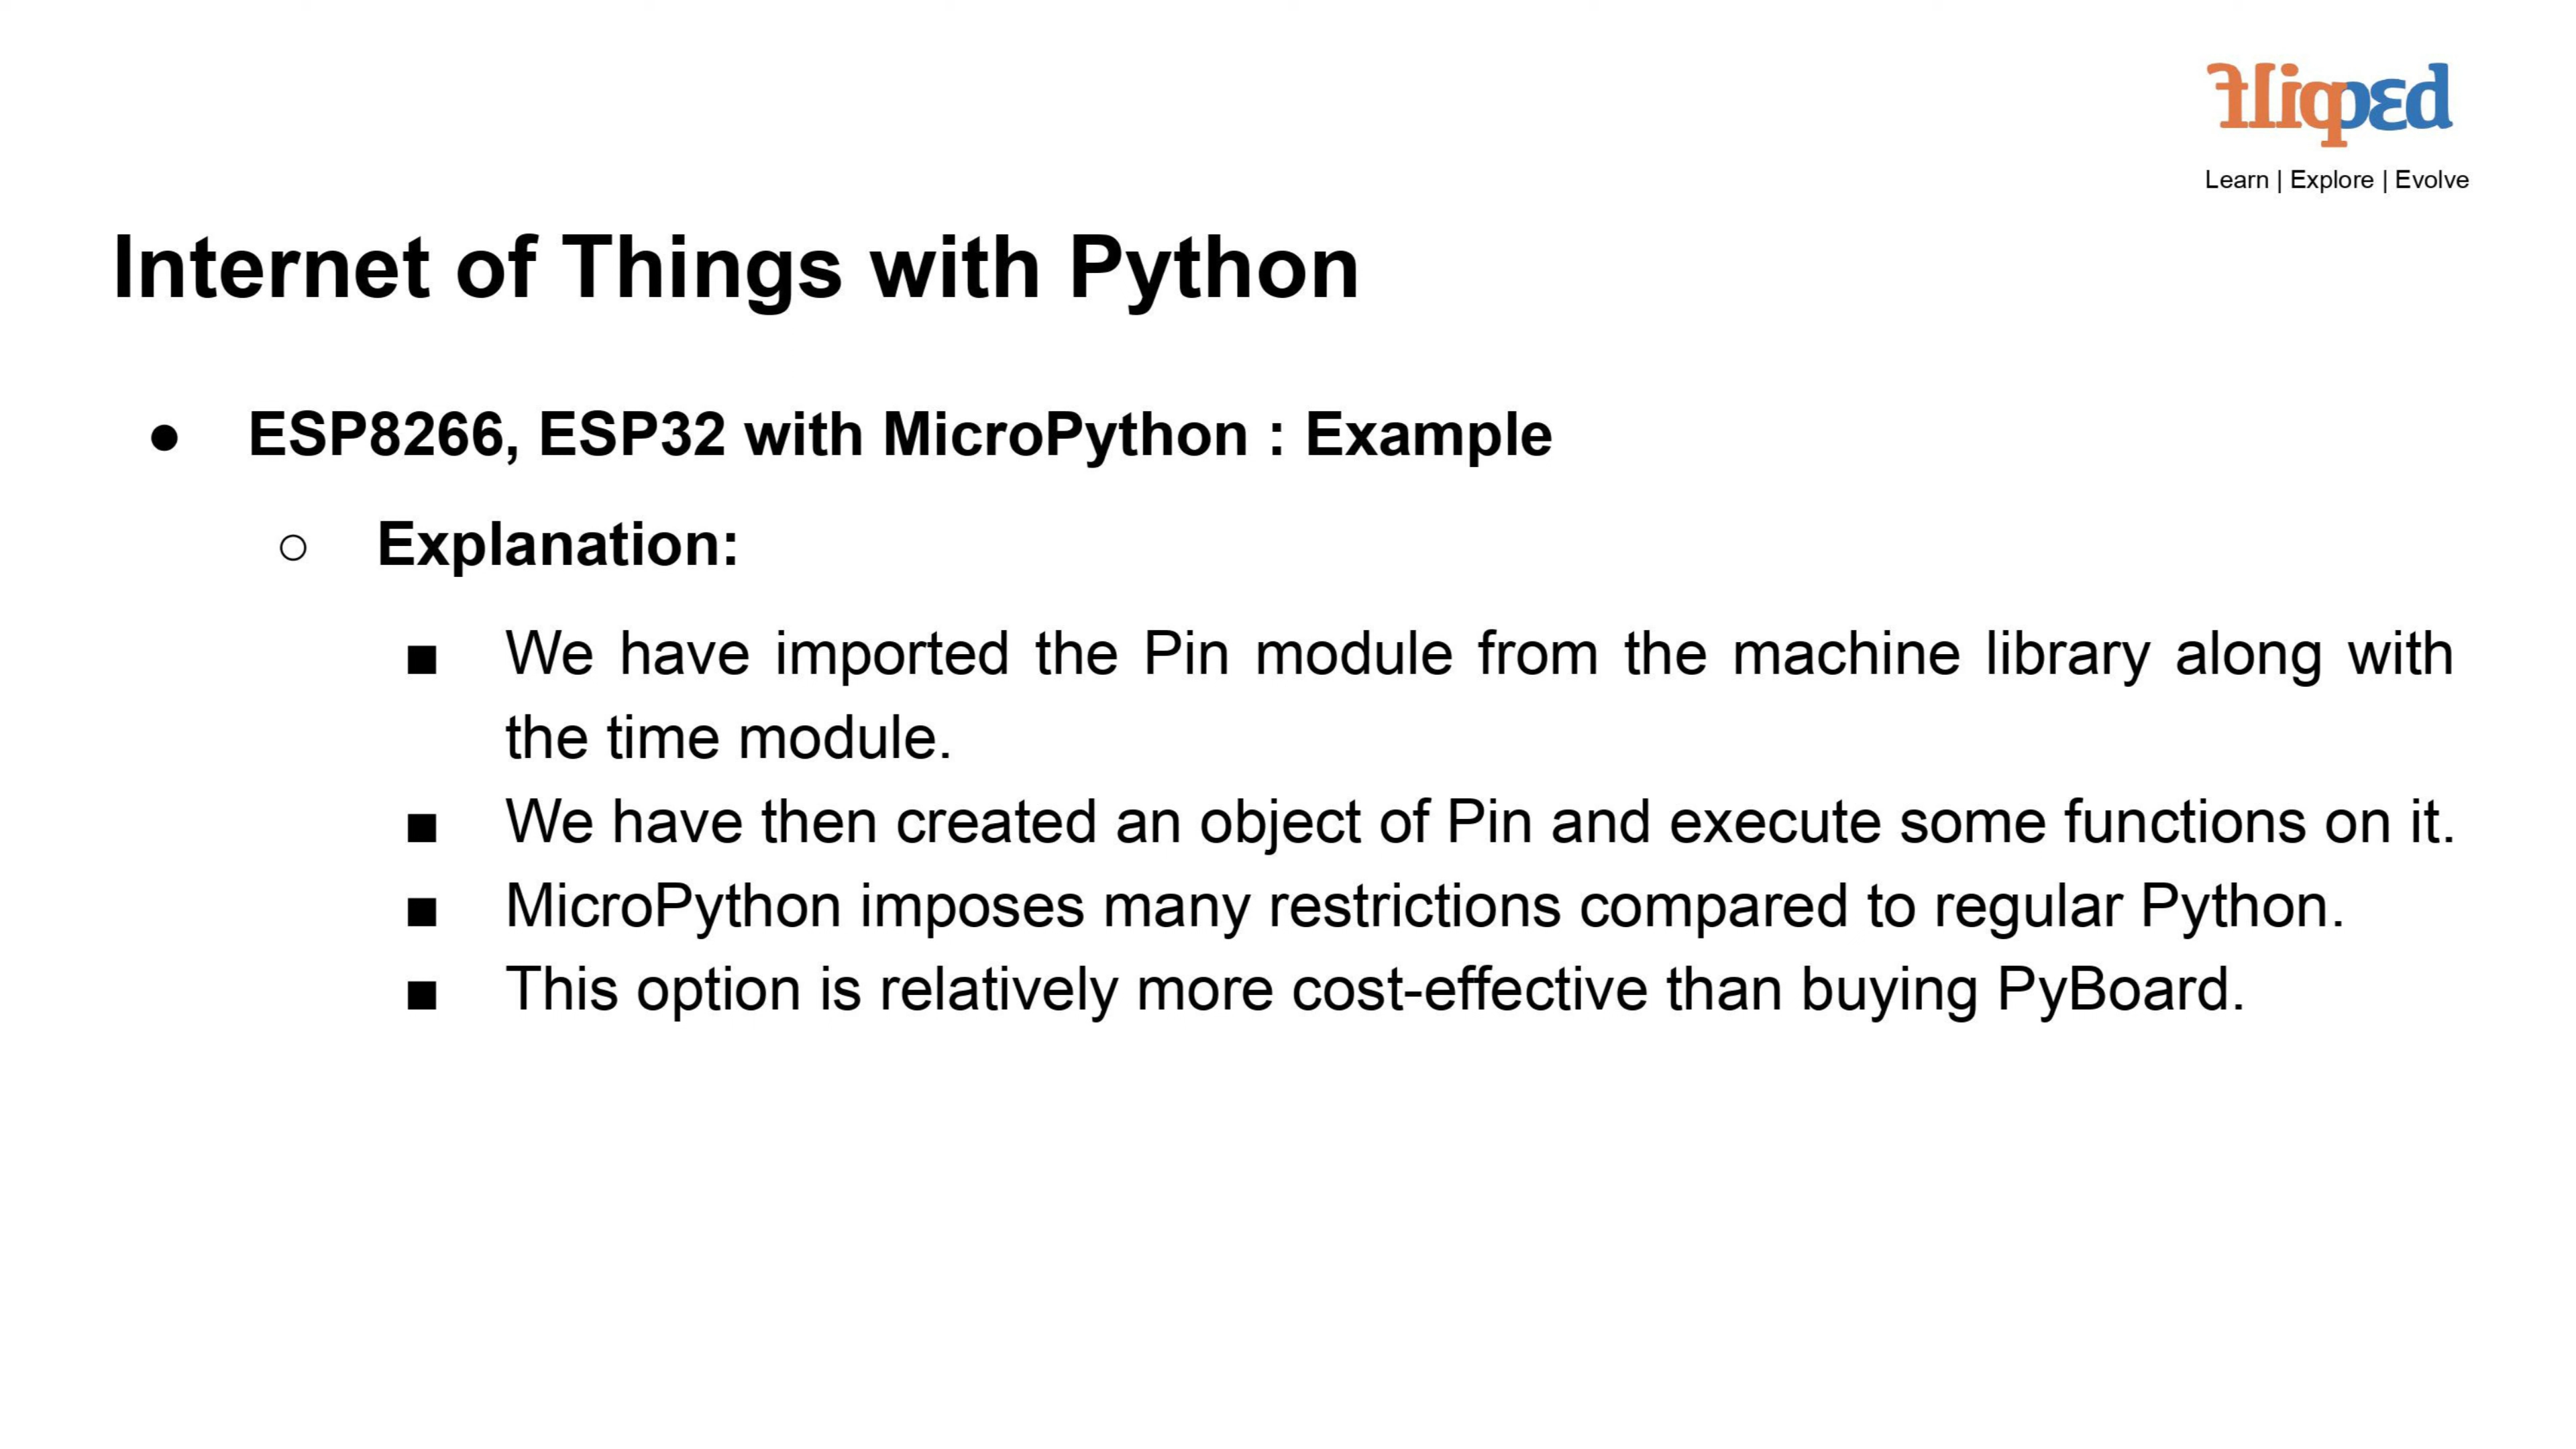 fliqped
Learn | Explore | Evolve
Internet of Things with Python
● ESP8266, ESP32 with MicroPython : Example
○ Explanation:
■ We have imported the Pin module from the machine library along with
the time module.
■ We have then created an object of Pin and execute some functions on it.
■ MicroPython imposes many restrictions compared to regular Python.
■ This option is relatively more cost-effective than buying PyBoard.